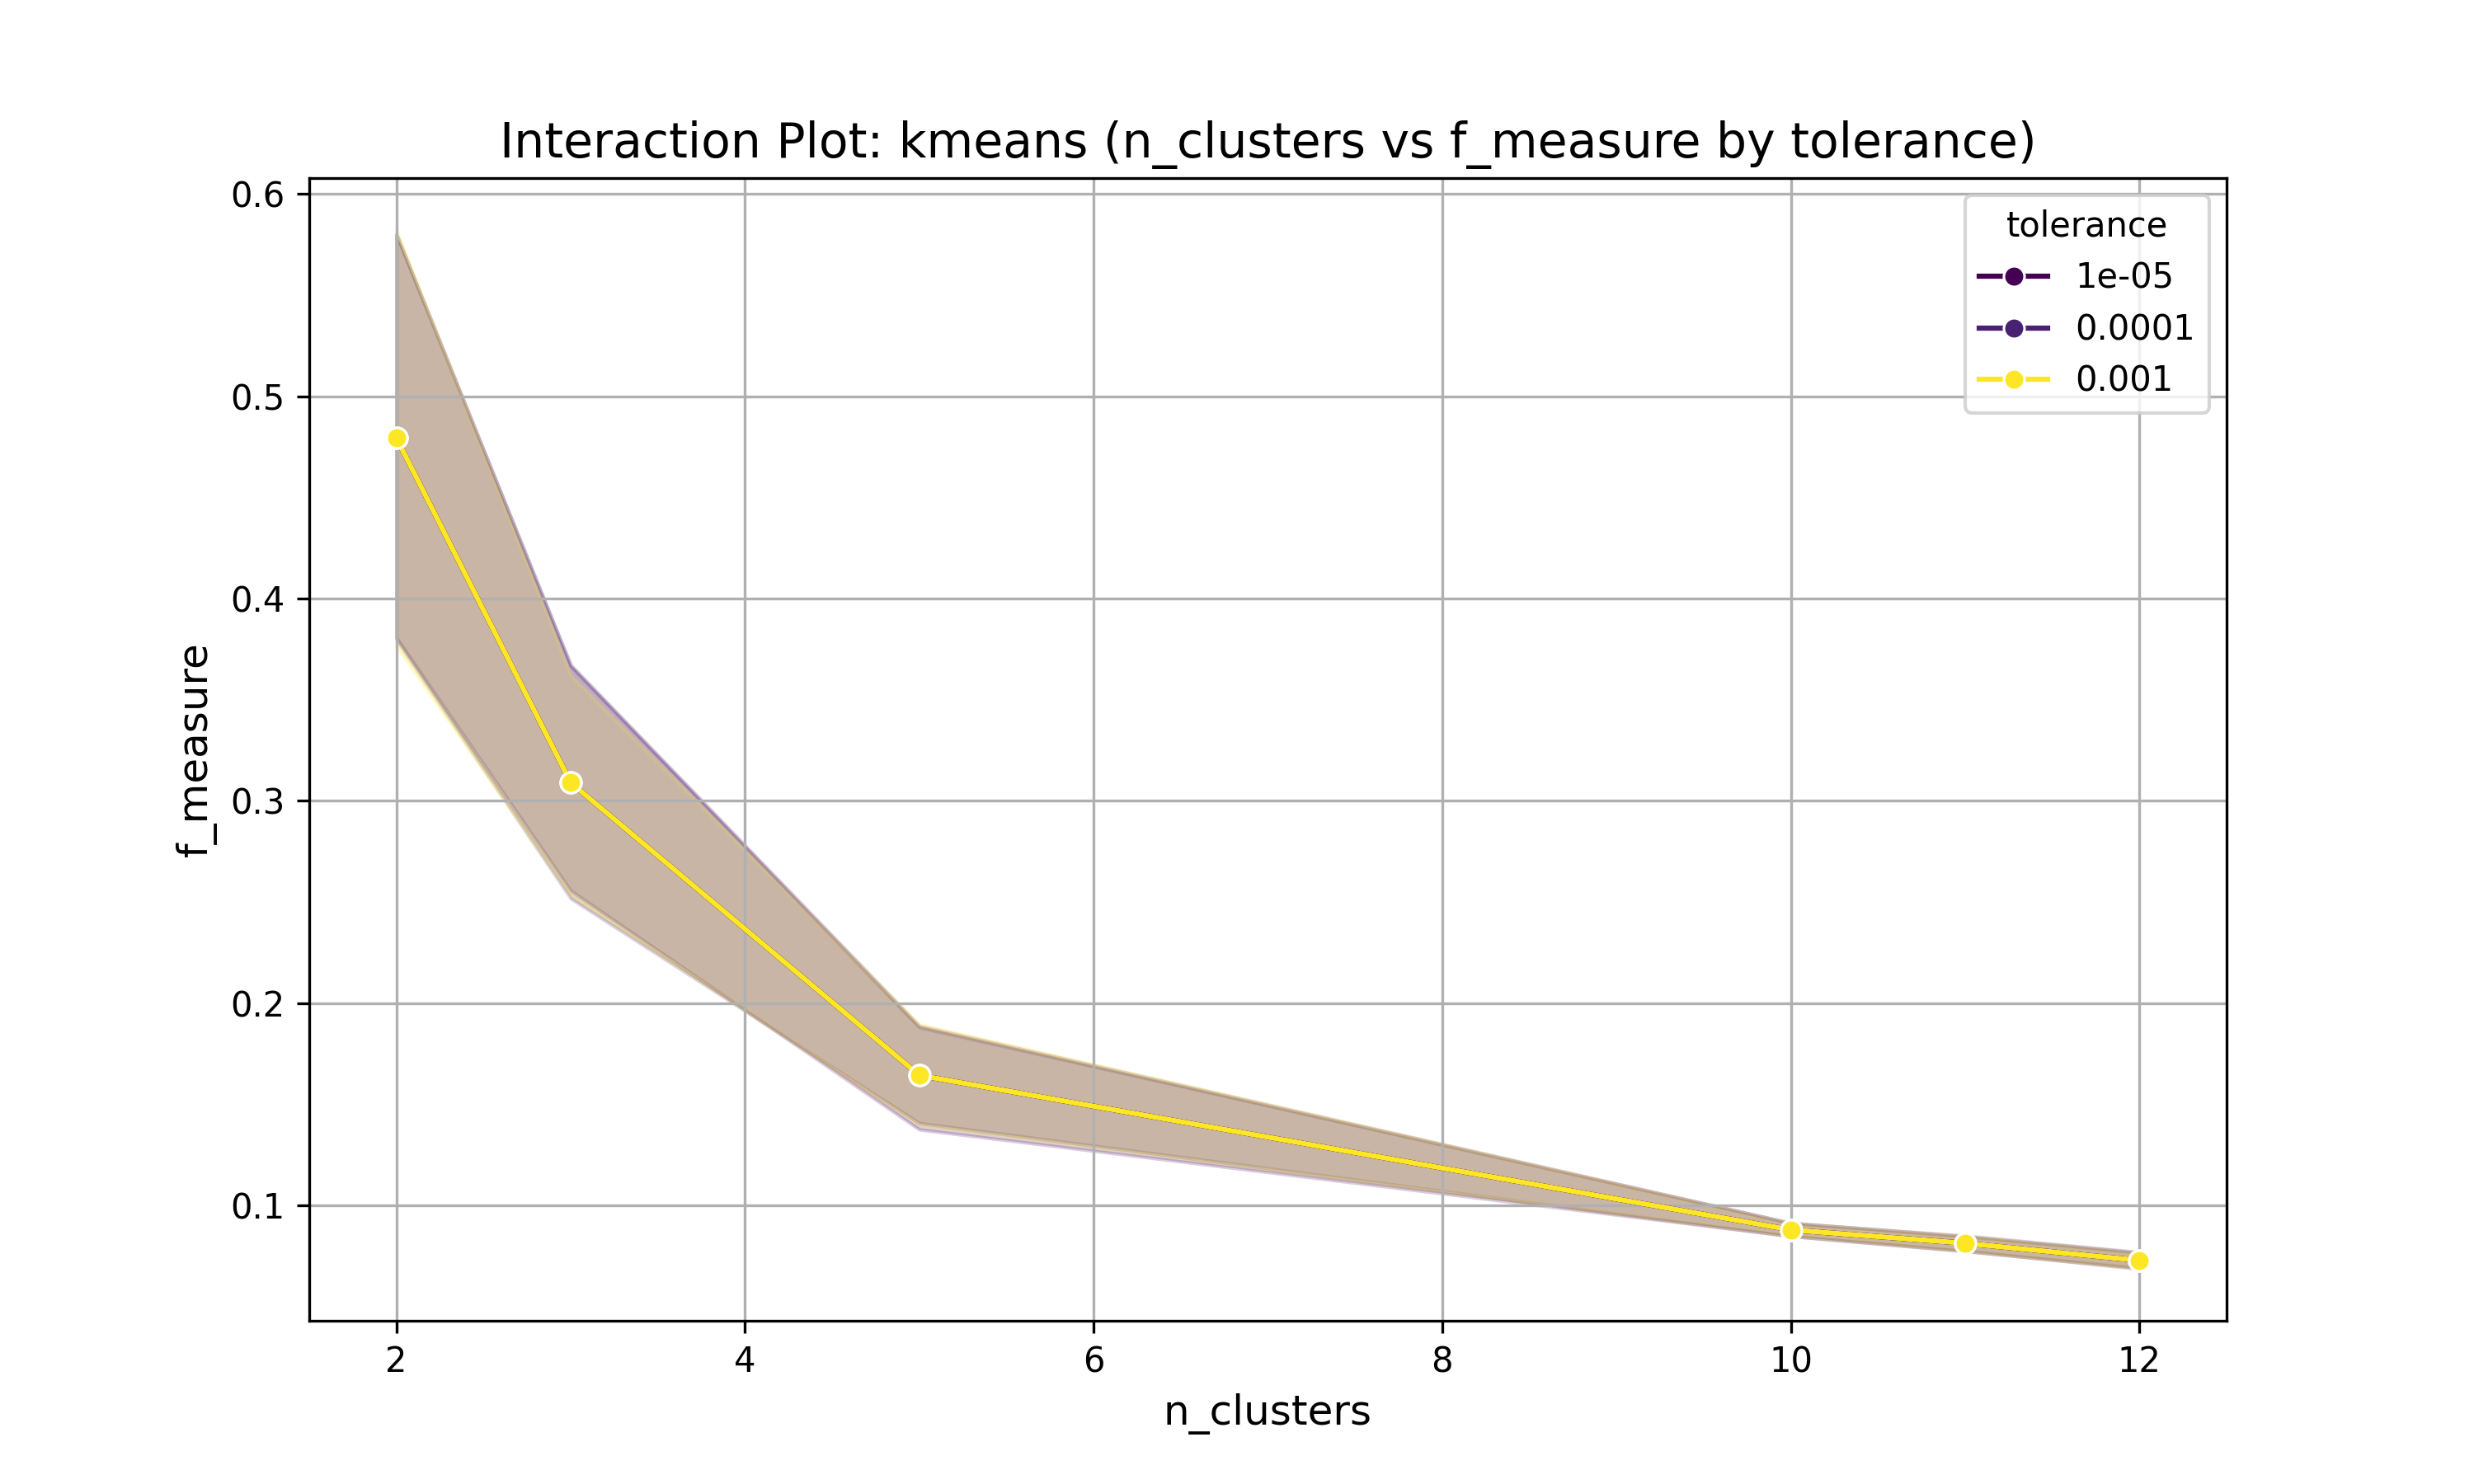 Interaction Plot: kmeans (n_clusters vs f_measure by tolerance)
0.6
0.5
0.4
0.3
0.2
0.1
f_measure
tolerance
1e-05
0.0001
0.001
2 4 6 8 10 12
n_clusters